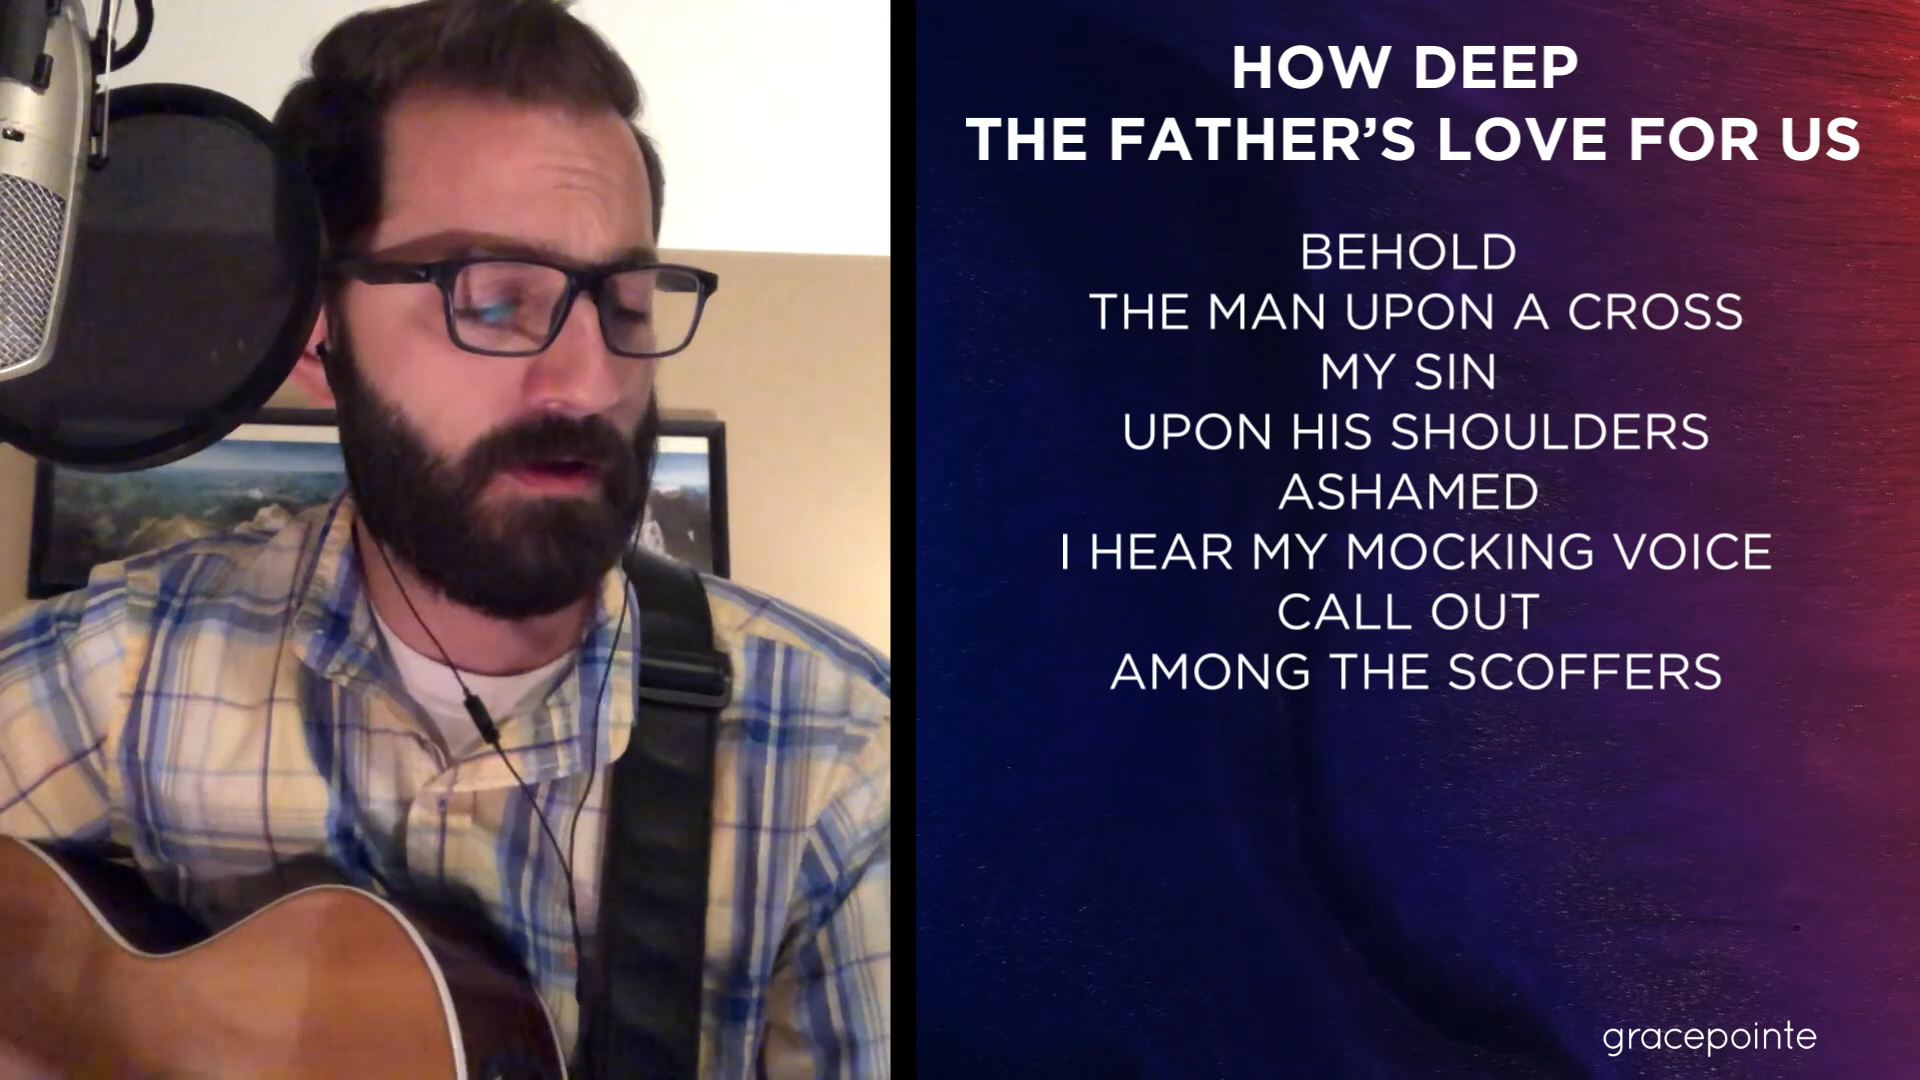 HOW DEEP
THE FATHER’S LOVE FOR US
BEHOLD
THE MAN UPON A CROSS
MY SIN
UPON HIS SHOULDERS
ASHAMED
I HEAR MY MOCKING VOICE
CALL OUT
AMONG THE SCOFFERS
gracepointe